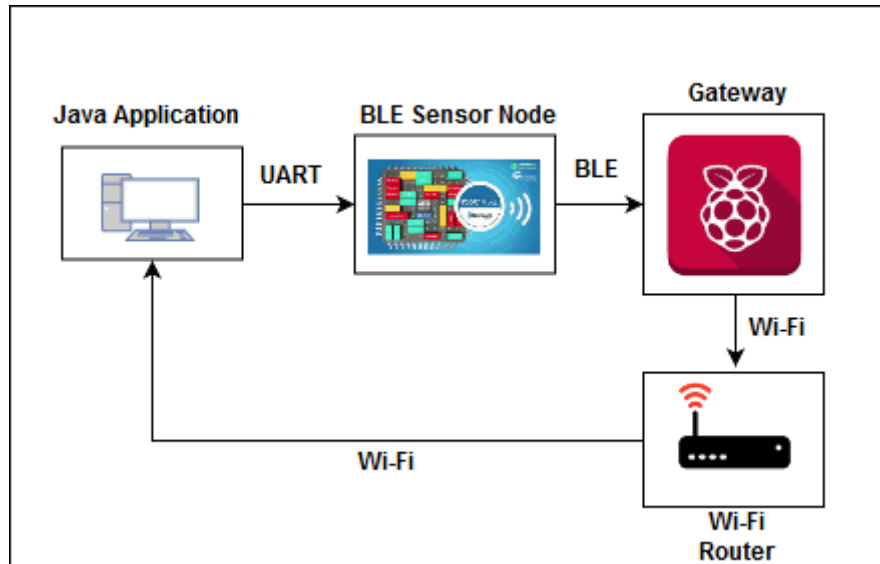 Java Application
BLE Sensor Node
Gateway
UART
BLE
Wi-Fi
Wi-Fi
Wi-Fi
Router